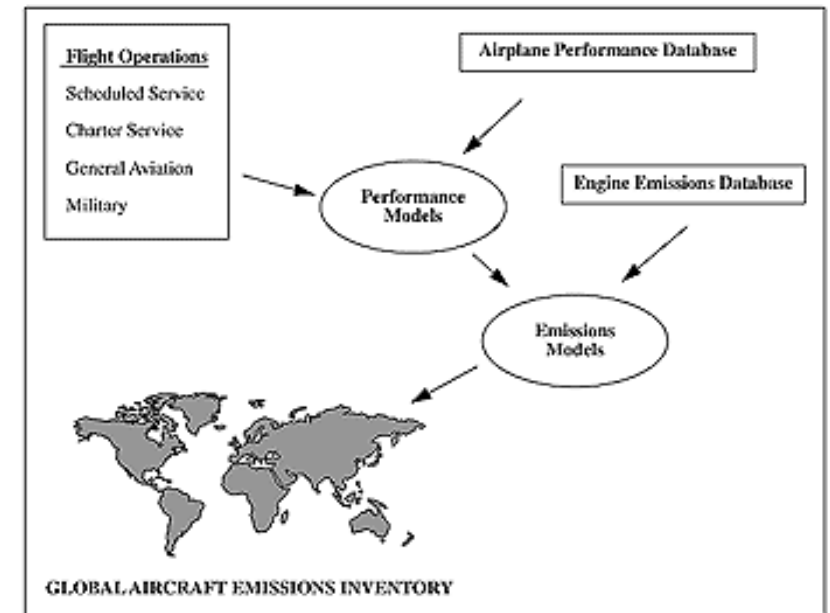 Flight Operations
Scheduled Service
Charter Service
General Aviation
Military
Airplane Performance Database
Engine Emissions Database
Performance
Models
Emissions
Models
GLOBAL AIRCRAFT EMISSIONS INVENTORY